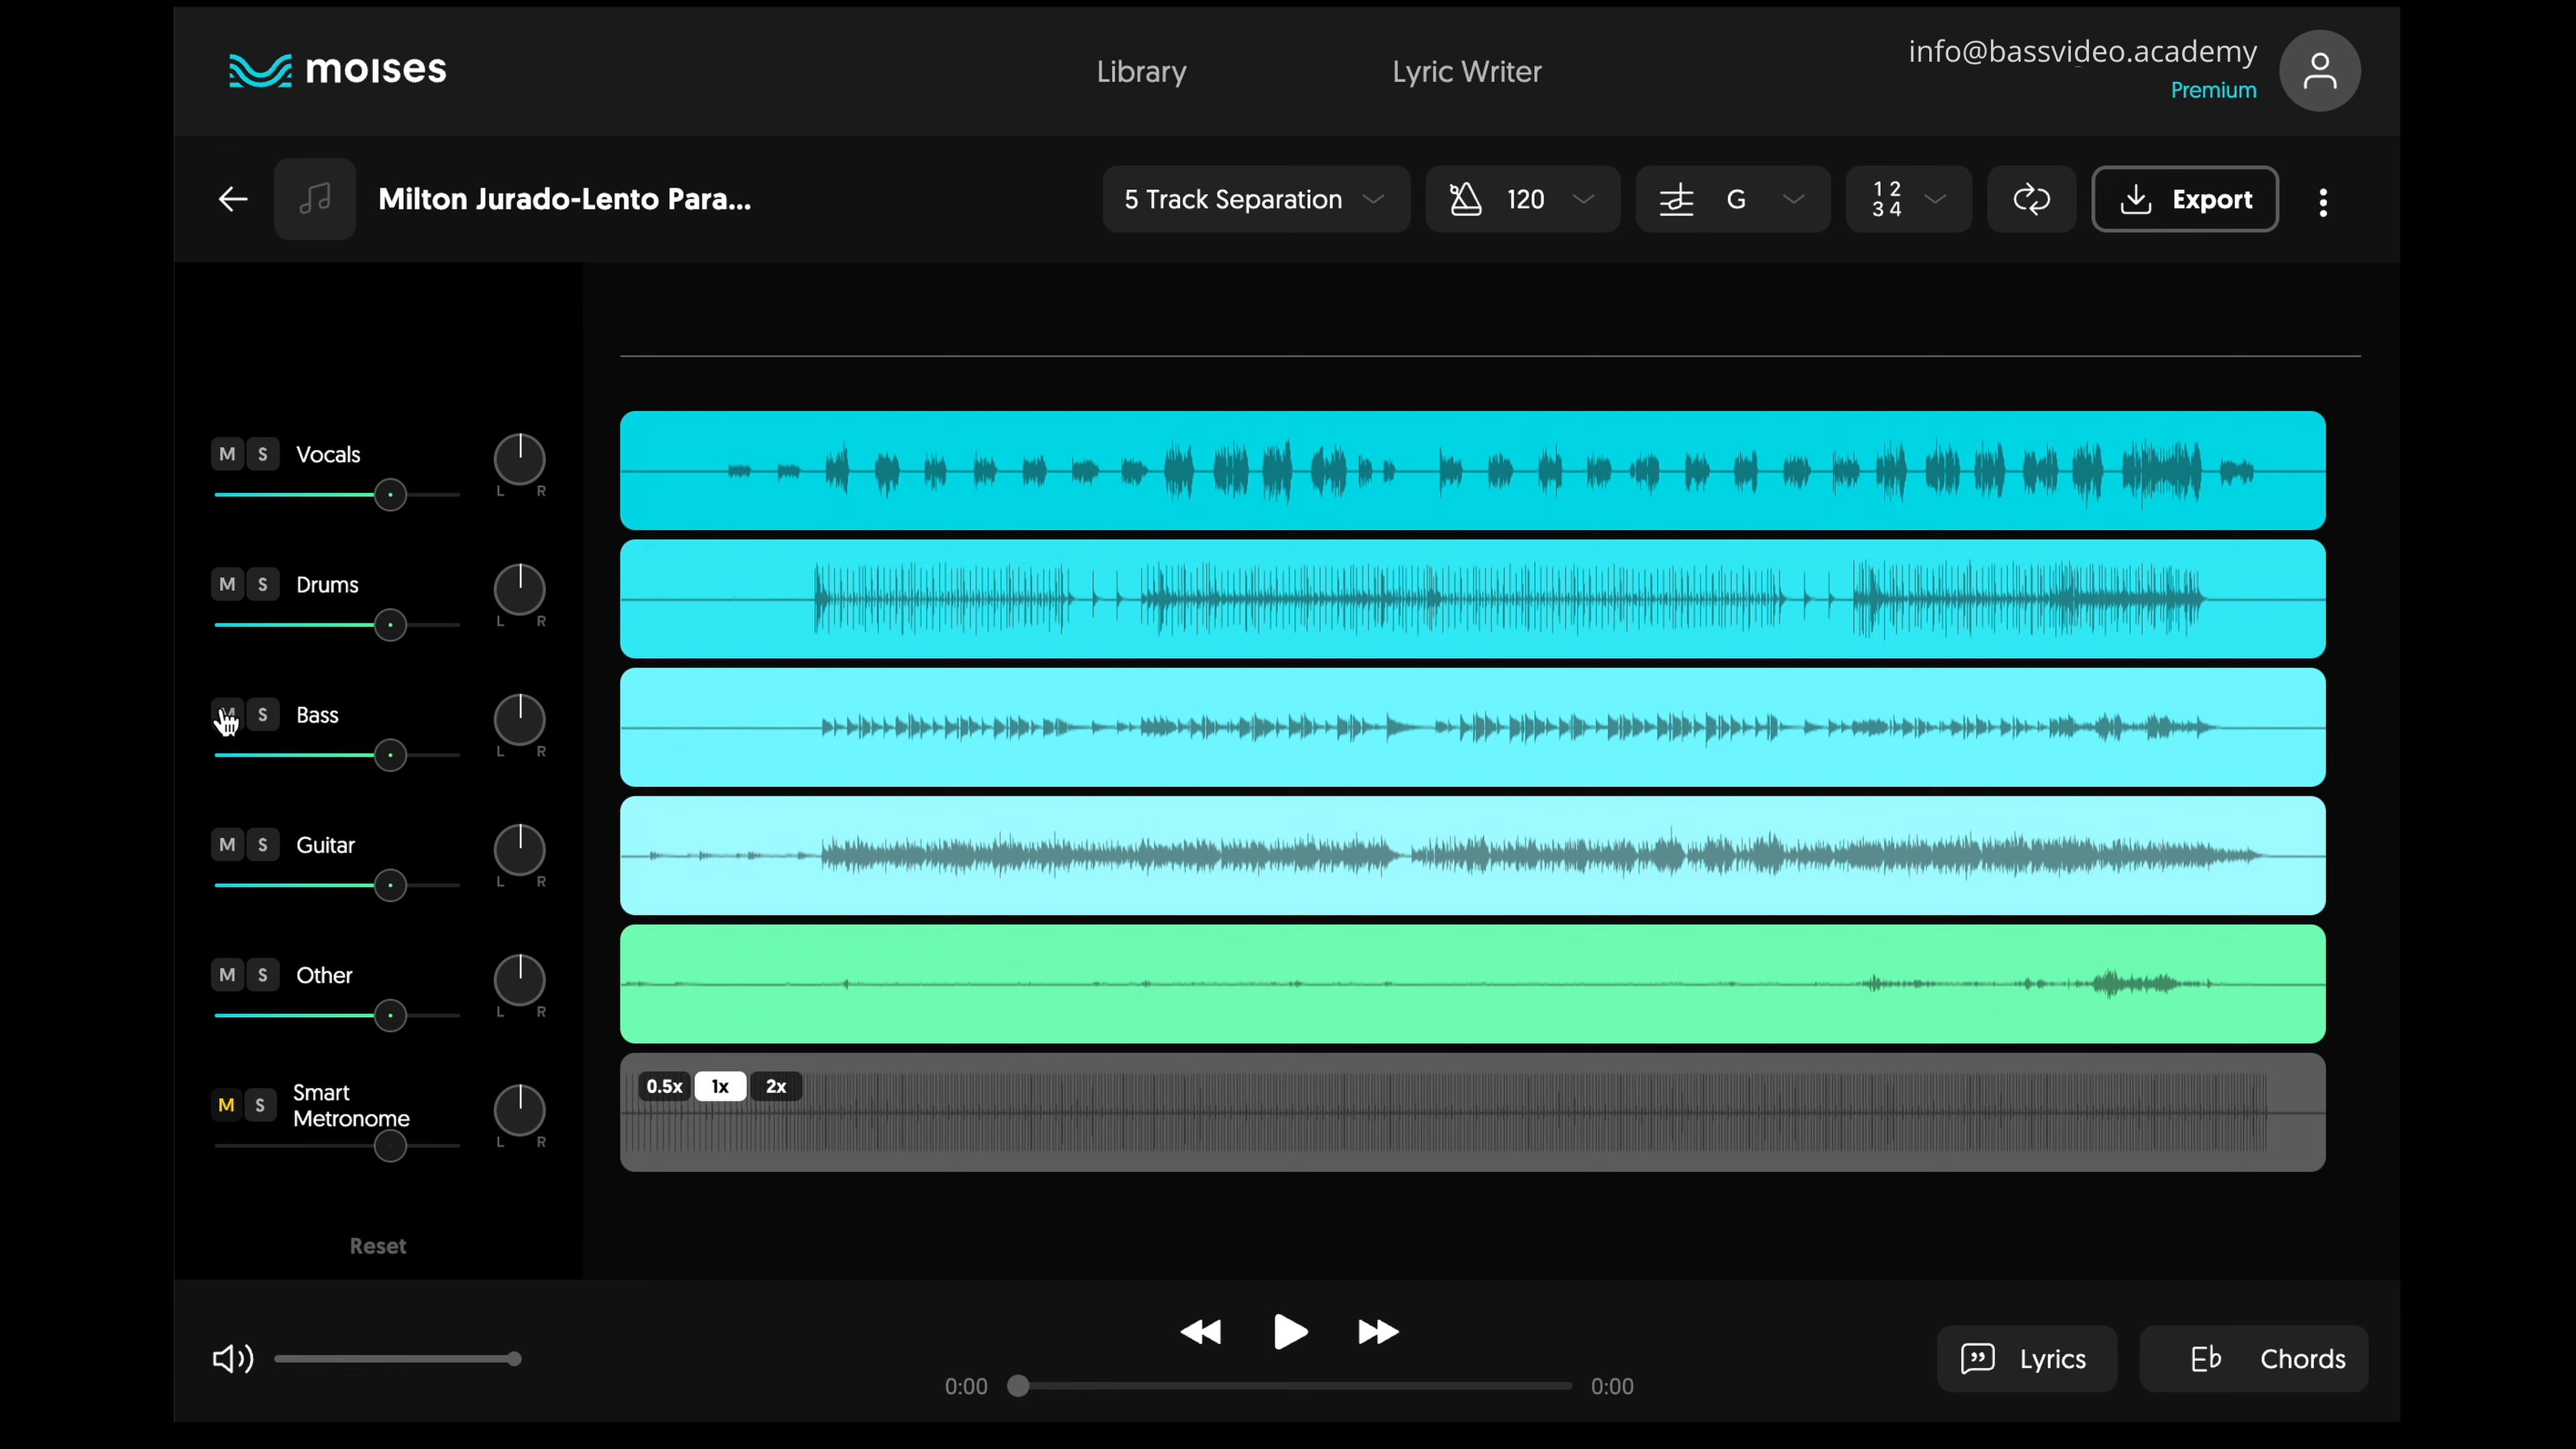 moises
Library
Lyric Writer
info@bassvideo.academy
Premium
Milton Jurado-Lento Para...
5 Track Separation
120
G
1 2
3 4
Export
M S Vocals
L R
M S Drums
L R
S Bass
L R
M S Guitar
L R
M S Other
L R
M S Smart
Metronome
L R
0.5x 1x 2x
Reset
0:00
0:00
Lyrics
Eb Chords